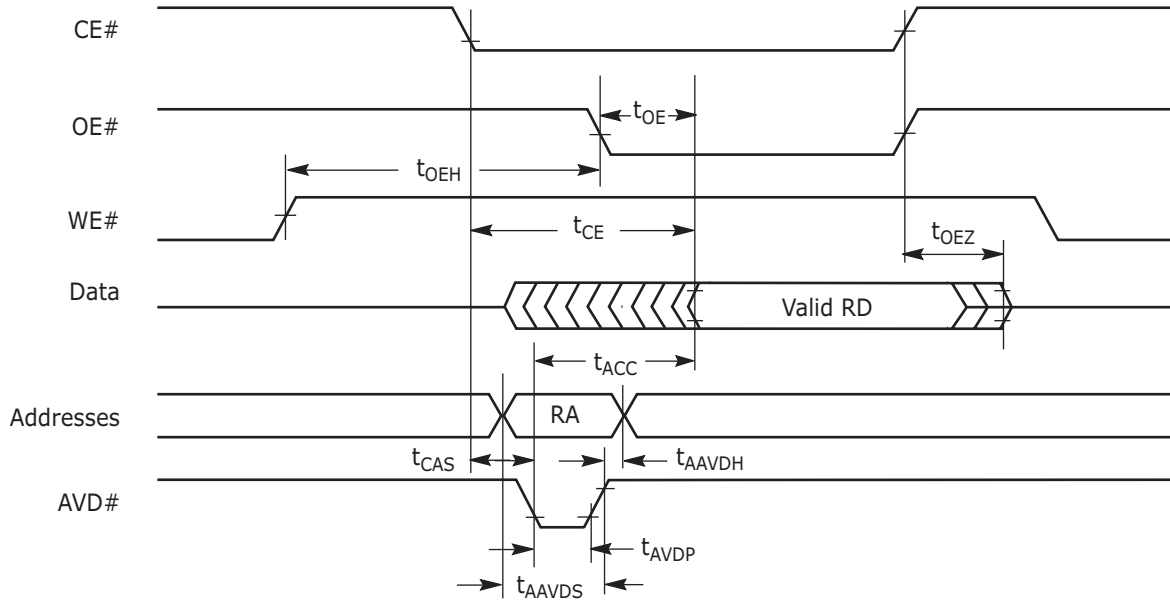 CE#
OE#
tOE
tOEH
WE#
tCE
tOEZ
Data
Valid RD
tACC
Addresses
RA
tCAS
tAAVDH
AVD#
tAVDP
tAAVDS